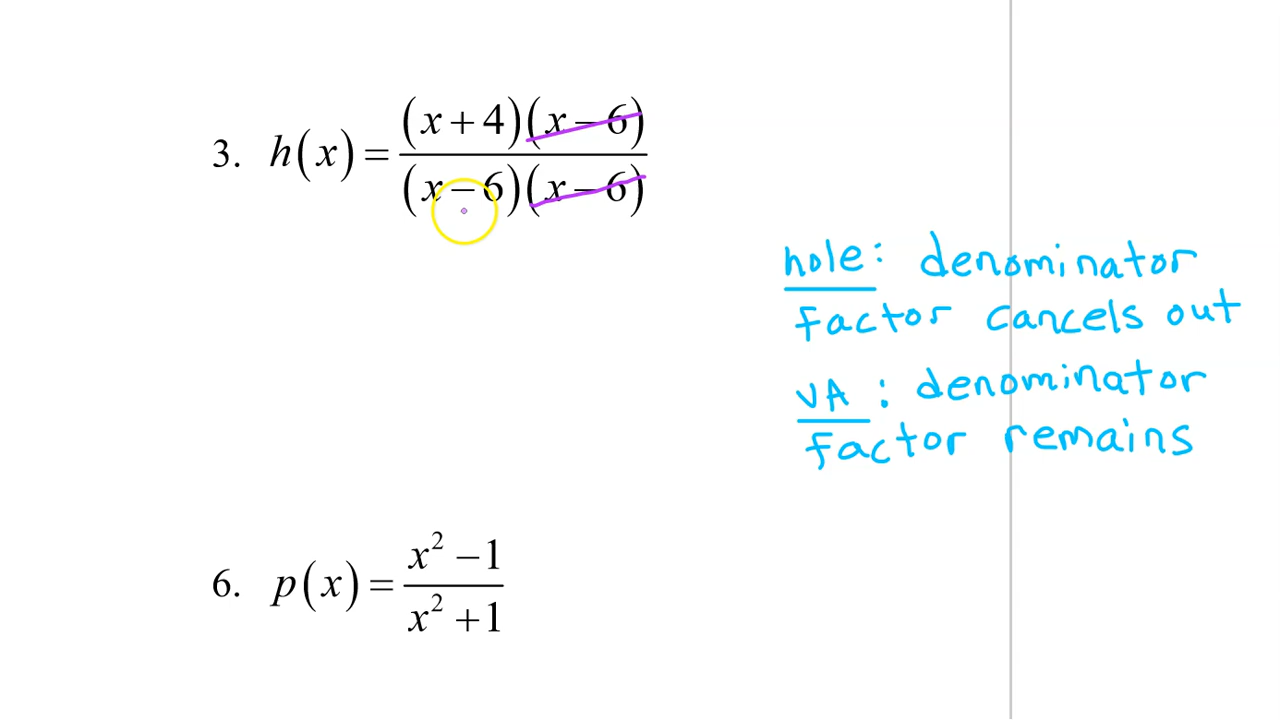 3. h(x) = (x + 4)(x − 6) / (x − 6)(x − 6)
hole: denominator
factor cancels out
VA: denominator
factor remains
6. p(x) = x² − 1 / x² + 1